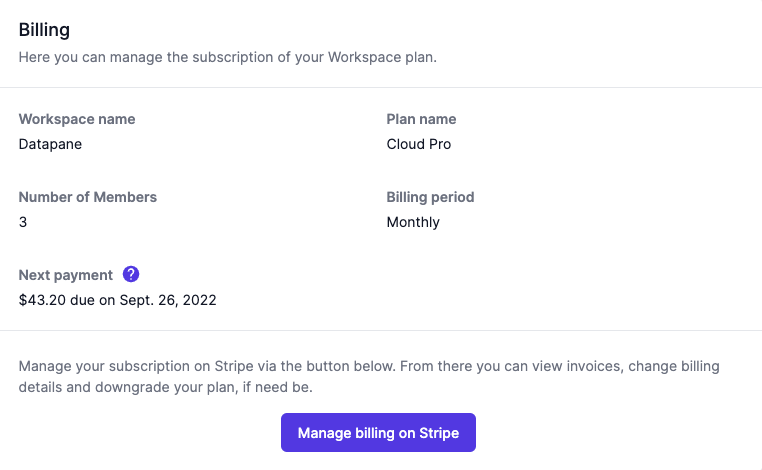 Billing
Here you can manage the subscription of your Workspace plan.
Workspace name
Datapane
Plan name
Cloud Pro
Number of Members
3
Billing period
Monthly
Next payment ?
$43.20 due on Sept. 26, 2022
Manage your subscription on Stripe via the button below. From there you can view invoices, change billing
details and downgrade your plan, if need be.
Manage billing on Stripe